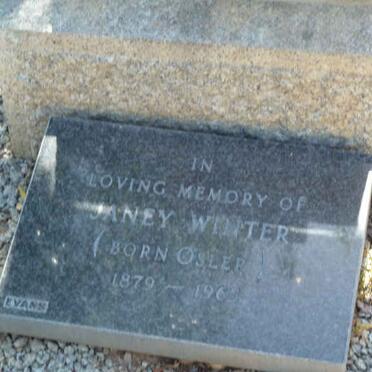 IN
LOVING MEMORY OF
JANEY WINTER
(BORN OSLER)
1879 –
EVANS